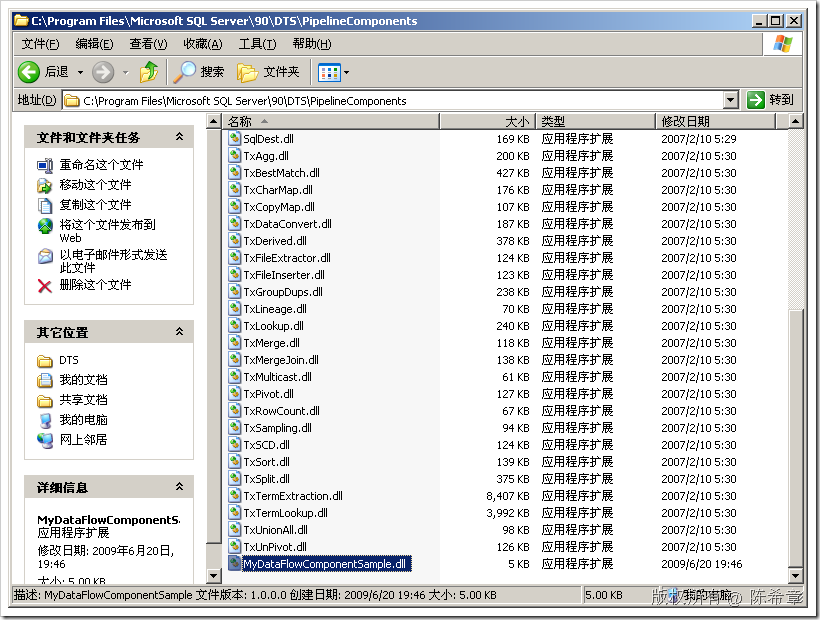 C:\Program Files\Microsoft SQL Server\90\DTS\PipelineComponents
文件(F) 编辑(E) 查看(V) 收藏(A) 工具(T) 帮助(H)
后退 搜索 文件夹
地址(D) C:\Program Files\Microsoft SQL Server\90\DTS\PipelineComponents 转到
文件和文件夹任务
重命名这个文件
移动这个文件
复制这个文件
将这个文件发布到
Web
以电子邮件形式发送
此文件
删除这个文件
其它位置
DTS
我的文档
共享文档
我的电脑
网上邻居
详细信息
MyDataFlowComponentS
应用程序扩展
修改日期: 2009年6月20日,
19:46
大小: 5.00 KB
名称 大小 类型 修改日期
SqlDest.dll 169 KB 应用程序扩展 2007/2/10 5:29
TxAgg.dll 200 KB 应用程序扩展 2007/2/10 5:30
TxBestMatch.dll 427 KB 应用程序扩展 2007/2/10 5:30
TxCharMap.dll 176 KB 应用程序扩展 2007/2/10 5:30
TxCopyMap.dll 107 KB 应用程序扩展 2007/2/10 5:30
TxDataConvert.dll 187 KB 应用程序扩展 2007/2/10 5:30
TxDerived.dll 378 KB 应用程序扩展 2007/2/10 5:30
TxFileExtractor.dll 124 KB 应用程序扩展 2007/2/10 5:30
TxFileInserter.dll 123 KB 应用程序扩展 2007/2/10 5:30
TxGroupDups.dll 238 KB 应用程序扩展 2007/2/10 5:30
TxLineage.dll 70 KB 应用程序扩展 2007/2/10 5:30
TxLookup.dll 240 KB 应用程序扩展 2007/2/10 5:30
TxMerge.dll 118 KB 应用程序扩展 2007/2/10 5:30
TxMergeJoin.dll 138 KB 应用程序扩展 2007/2/10 5:30
TxMulticast.dll 61 KB 应用程序扩展 2007/2/10 5:30
TxPivot.dll 127 KB 应用程序扩展 2007/2/10 5:30
TxRowCount.dll 67 KB 应用程序扩展 2007/2/10 5:30
TxSampling.dll 94 KB 应用程序扩展 2007/2/10 5:30
TxSCD.dll 124 KB 应用程序扩展 2007/2/10 5:30
TxSort.dll 139 KB 应用程序扩展 2007/2/10 5:30
TxSplit.dll 375 KB 应用程序扩展 2007/2/10 5:30
TxTermExtraction.dll 8,407 KB 应用程序扩展 2007/2/10 5:30
TxTermLookup.dll 3,992 KB 应用程序扩展 2007/2/10 5:30
TxUnionAll.dll 98 KB 应用程序扩展 2007/2/10 5:30
TxUnPivot.dll 126 KB 应用程序扩展 2007/2/10 5:30
MyDataFlowComponentSample.dll 5 KB 应用程序扩展 2009/6/20 19:46
描述: MyDataFlowComponentSample 文件版本: 1.0.0.0 创建日期: 2009/6/20 19:46 大小: 5.00 KB 5.00 KB 我的电脑
版权所有 @ 陈希章